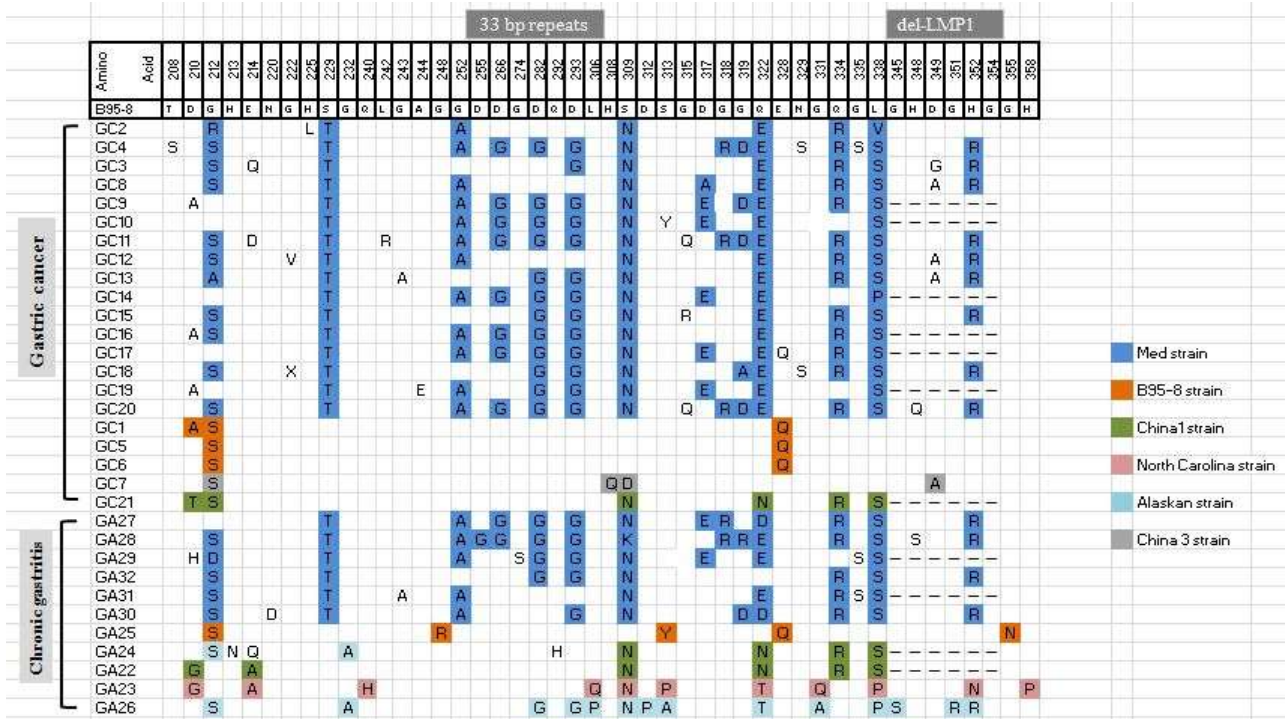 33 bp repeats
del-LMP1
Amino Acid 208 210 212 213 214 220 222 225 229 232 240 242 243 244 248 252 255 266 274 282 292 293 306 308 309 312 313 315 317 318 319 322 328 329 331 334 335 338 345 348 349 351 352 354 355 358
B95-8 T D G H E N G H S G Q L G A G G D D G D R D L H S D S G D G G Q E N G Q G L G H D G H G G H
Gastric cancer
GC2 R L T A N E R V
GC4 S S T A G G G N R D E S R S S R
GC3 S Q T G N E R S G R
GC8 S T A N A E R S A R
GC9 A T A G G G N E D E R S - - - - - -
GC10 T A G G G N Y E E S - - - - - -
GC11 S D R T A G G G N Q R D E R S R
GC12 S V T A N E R S A R
GC13 A T A G G N E R S A R
GC14 T A G G G N E E P - - - - - -
GC15 S T G G N R E R S R
GC16 A S T A G G G N E R S - - - - - -
GC17 T A G G G N E E Q R S - - - - - -
GC18 S X T G G N A E S R S R
GC19 A T E A G G N E E S - - - - - -
GC20 S T A G G G N Q R D E R S Q R
GC1 A S Q
GC5 S Q
GC6 S Q
GC7 S Q D A
GC21 T S N N R S - - - - - -
Chronic gastritis
GA27 T A G G G N E R D R S R
GA28 S T A G G G G K R R E R S S R
GA29 H D T A S G G N E E S S - - - - - -
GA32 S T G G N R S R
GA31 S T A A N E R S S - - - - - -
GA30 S D T A G N D D R S R
GA25 S R Y Q N
GA24 S N Q A H N N R S - - - - - -
GA22 G A N N R S - - - - - -
GA23 G A H Q N P T Q P N P
GA26 S A G G P N P A T A P S R R
Med strain
B95-8 strain
China1 strain
North Carolina strain
Alaskan strain
China 3 strain